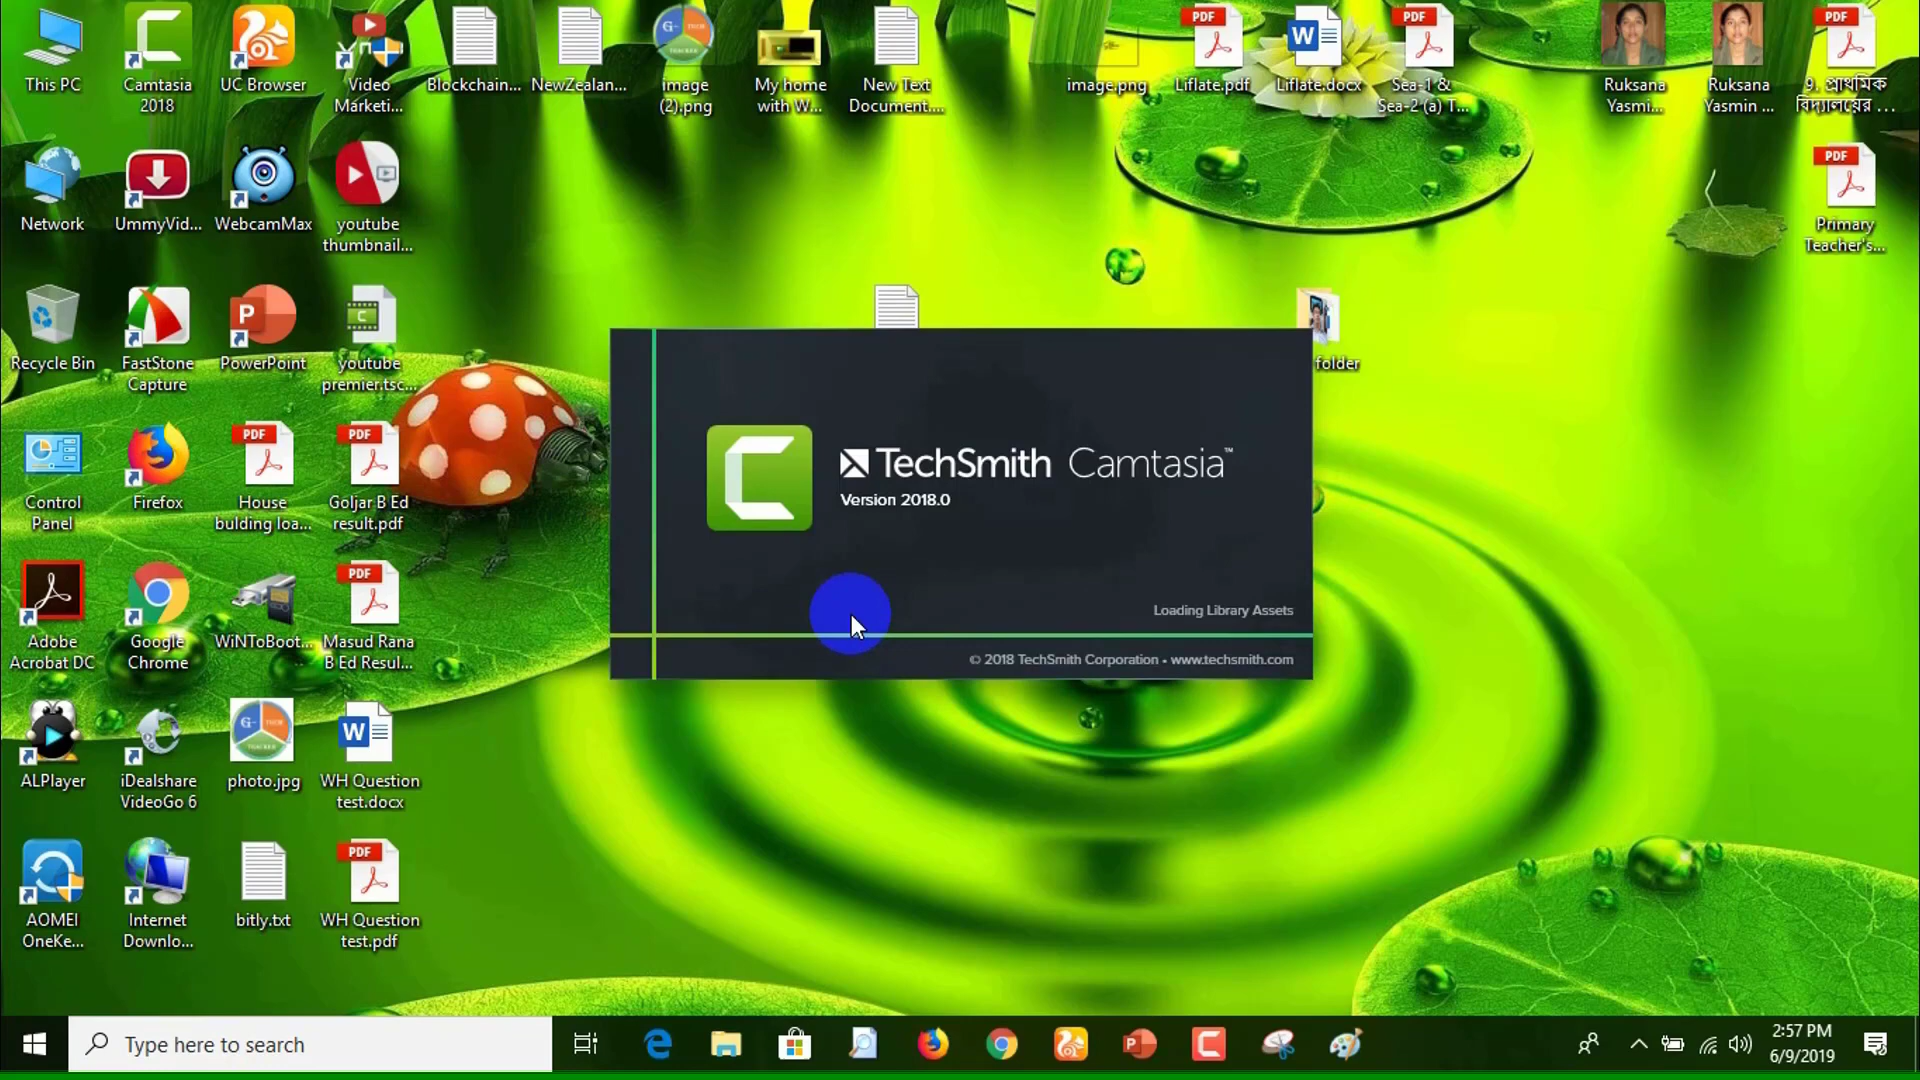 This PC
Camtasia
2018
UC Browser
Video
Marketi...
Blockchain...
NewZealan...
image
(2).png
My home
with W...
New Text
Document....
image.png
Liflate.pdf
Liflate.docx
Sea-1 &
Sea-2 (a) T...
Ruksana
Yasmi...
Ruksana
Yasmin ...
9. প্রাথমিক
বিদ্যালয়ের ...
Network
UmmyVid...
WebcamMax
youtube
thumbnail...
Primary
Teacher's...
Recycle Bin
FastStone
Capture
PowerPoint
youtube
premier.tsc...
folder
Control
Panel
Firefox
House
bulding loa...
Goljar B Ed
result.pdf
TechSmith Camtasia™
Version 2018.0
Adobe
Acrobat DC
Google
Chrome
WiNToBoot...
Masud Rana
B Ed Resul...
Loading Library Assets
© 2018 TechSmith Corporation • www.techsmith.com
ALPlayer
iDealshare
VideoGo 6
photo.jpg
WH Question
test.docx
AOMEI
OneKe...
Internet
Downlo...
bitly.txt
WH Question
test.pdf
Type here to search
2:57 PM
6/9/2019